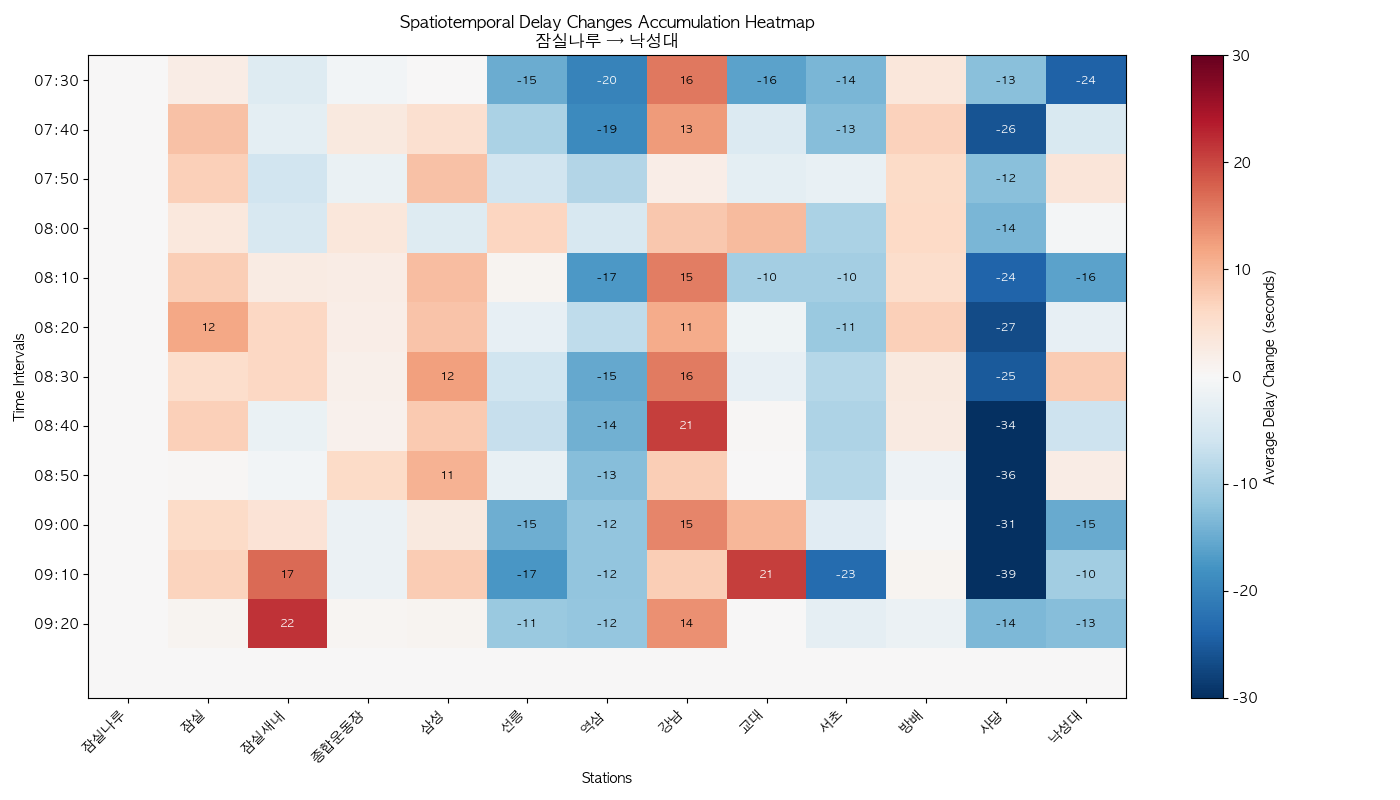 Spatiotemporal Delay Changes Accumulation Heatmap
잠실나루 → 낙성대
30
07:30 -15 -20 16 -16 -14 -13 -24
07:40 -19 13 -13 -26
20
07:50 -12
08:00 -14
10
08:10 -17 15 -10 -10 -24 -16
08:20 12 11 -11 -27
08:30 12 -15 16 -25
0
08:40 -14 21 -34
08:50 11 -13 -36
-10
09:00 -15 -12 15 -31 -15
09:10 17 -17 -12 21 -23 -39 -10
-20
09:20 22 -11 -12 14 -14 -13
-30
Time Intervals
Average Delay Change (seconds)
잠실나루 잠실 잠실새내 종합운동장 삼성 선릉 역삼 강남 교대 서초 방배 사당 낙성대
Stations